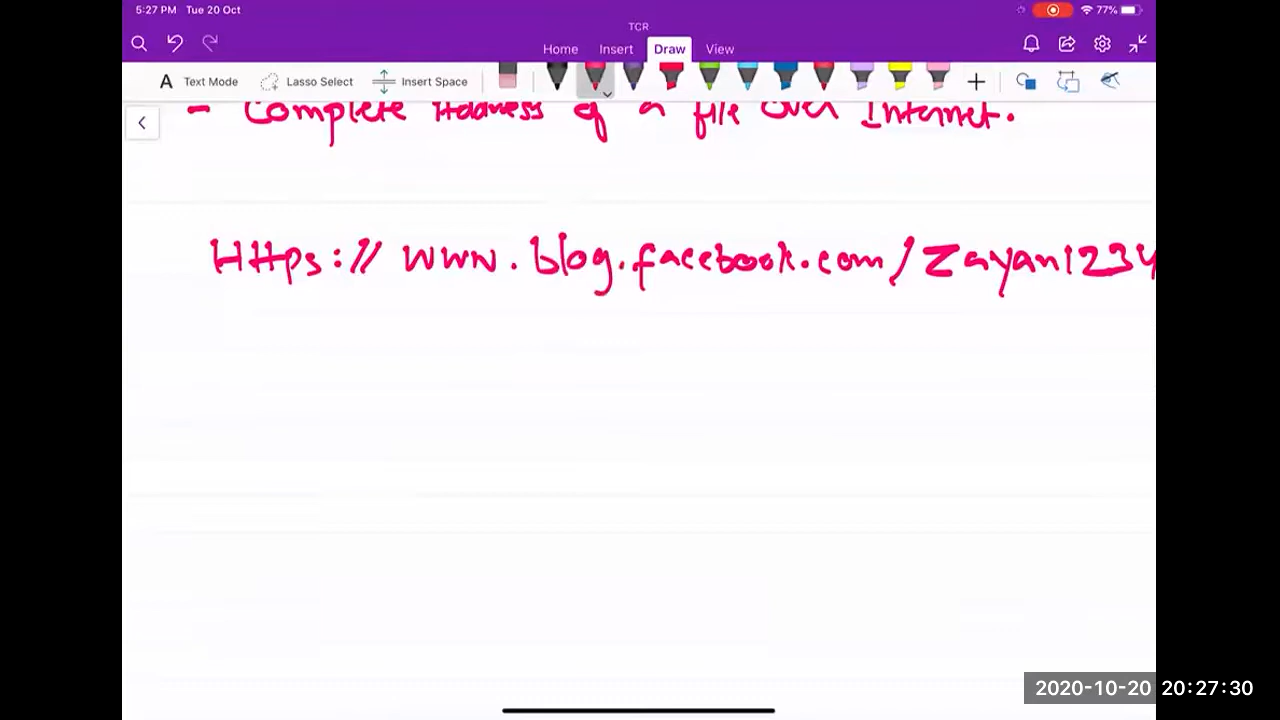 5:27 PM Tue 20 Oct 77%
TCR
Home Insert Draw View
Text Mode Lasso Select Insert Space
- Complete Address of a file over Internet.
HTTps://www.blog.facebook.com/Zayan1234
2020-10-20 20:27:30